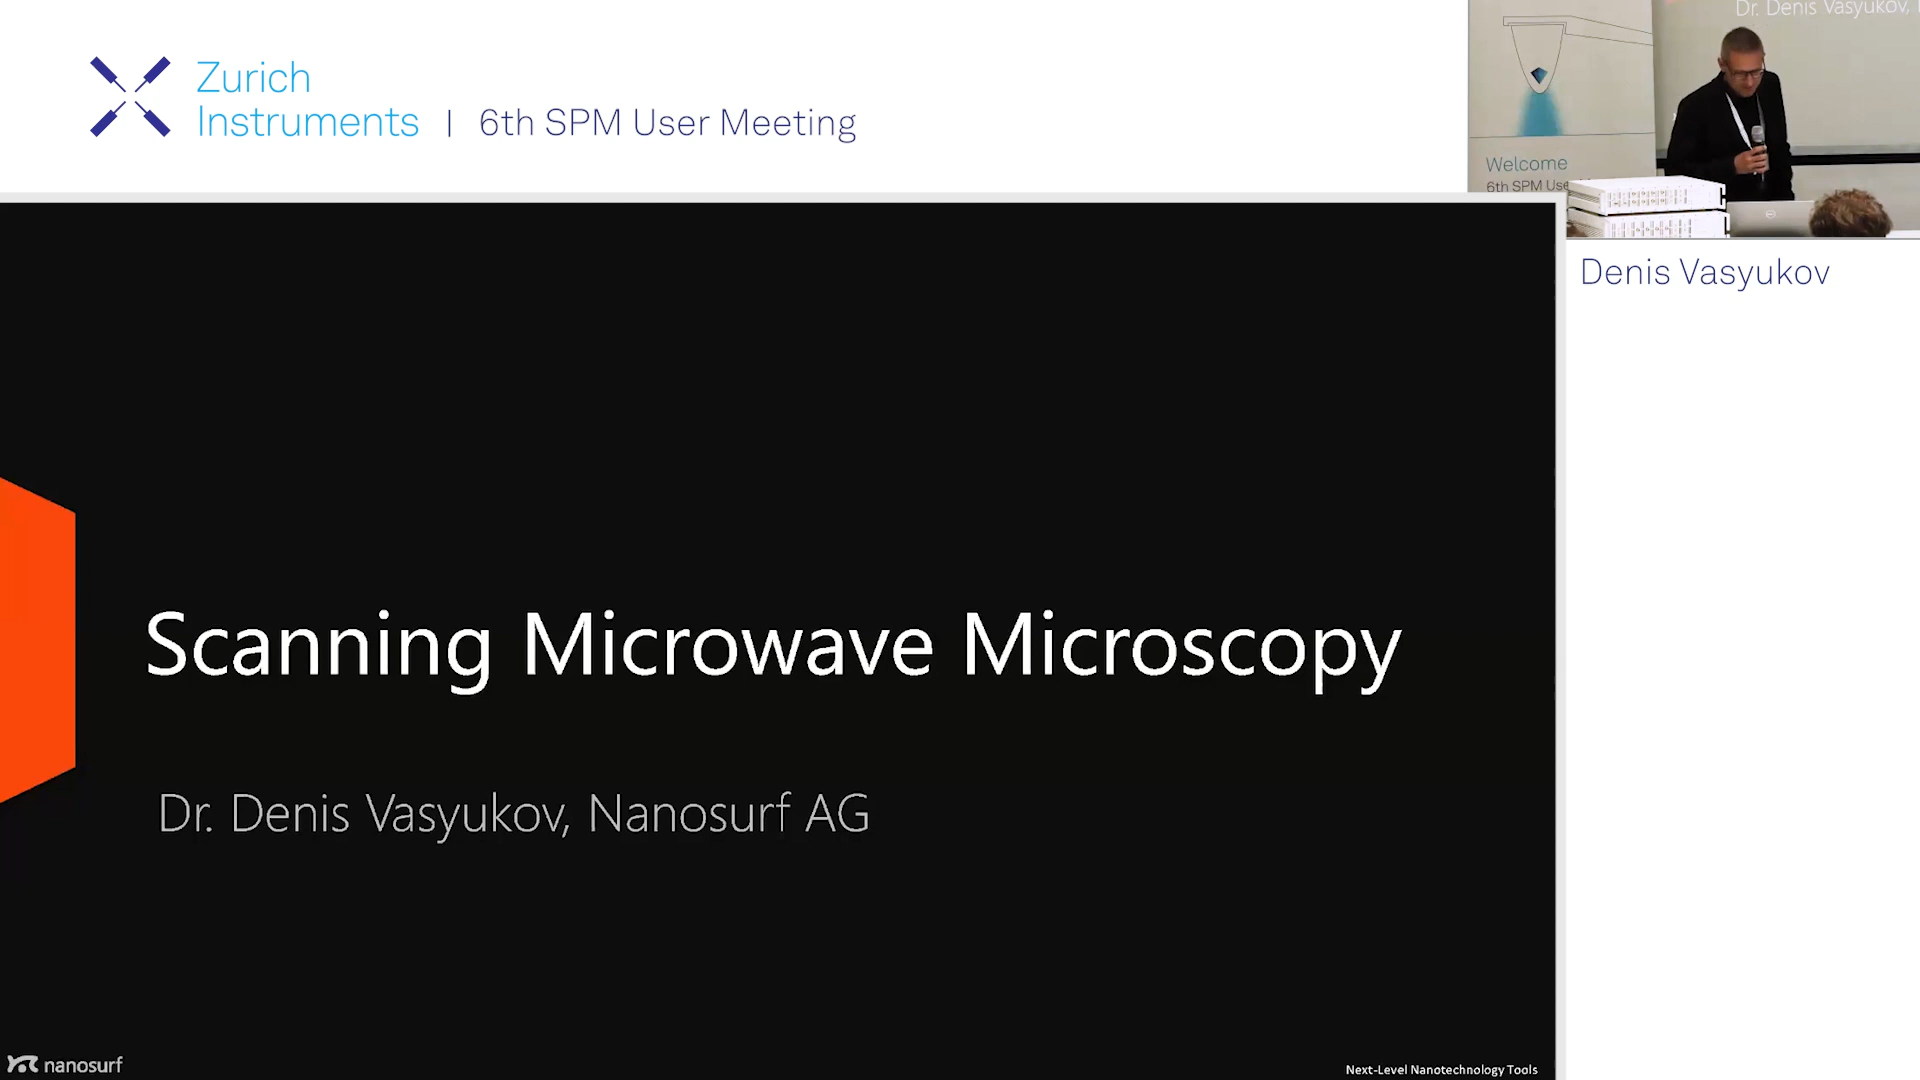 Zurich
Instruments | 6th SPM User Meeting
Dr. Denis Vasyukov,
Welcome
6th SPM Use
Denis Vasyukov
Scanning Microwave Microscopy
Dr. Denis Vasyukov, Nanosurf AG
nanosurf
Next-Level Nanotechnology Tools